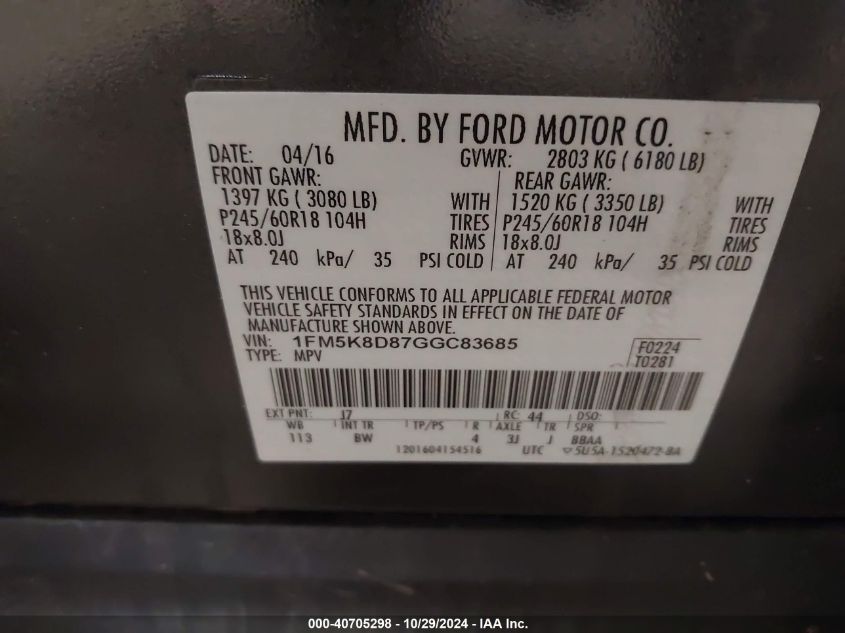 MFD. BY FORD MOTOR CO.
DATE: 04/16 GVWR: 2803 KG ( 6180 LB)
FRONT GAWR: REAR GAWR:
1397 KG ( 3080 LB) WITH 1520 KG ( 3350 LB) WITH
P245/60R18 104H TIRES P245/60R18 104H TIRES
18x8.0J RIMS 18x8.0J RIMS
AT 240 kPa/ 35 PSI COLD AT 240 kPa/ 35 PSI COLD
THIS VEHICLE CONFORMS TO ALL APPLICABLE FEDERAL MOTOR
VEHICLE SAFETY STANDARDS IN EFFECT ON THE DATE OF
MANUFACTURE SHOWN ABOVE.
VIN: 1FM5K8D87GGC83685 F0224
TYPE: MPV T0281
EXT PNT: J7 RC: 44 DSO:
WB INT TR TP/PS R AXLE TR SPR
113 BW 4 3J J BBAA
1201604154516 UTC ▽5U5A-1520472-BA
000-40705298 - 10/29/2024 - IAA Inc.